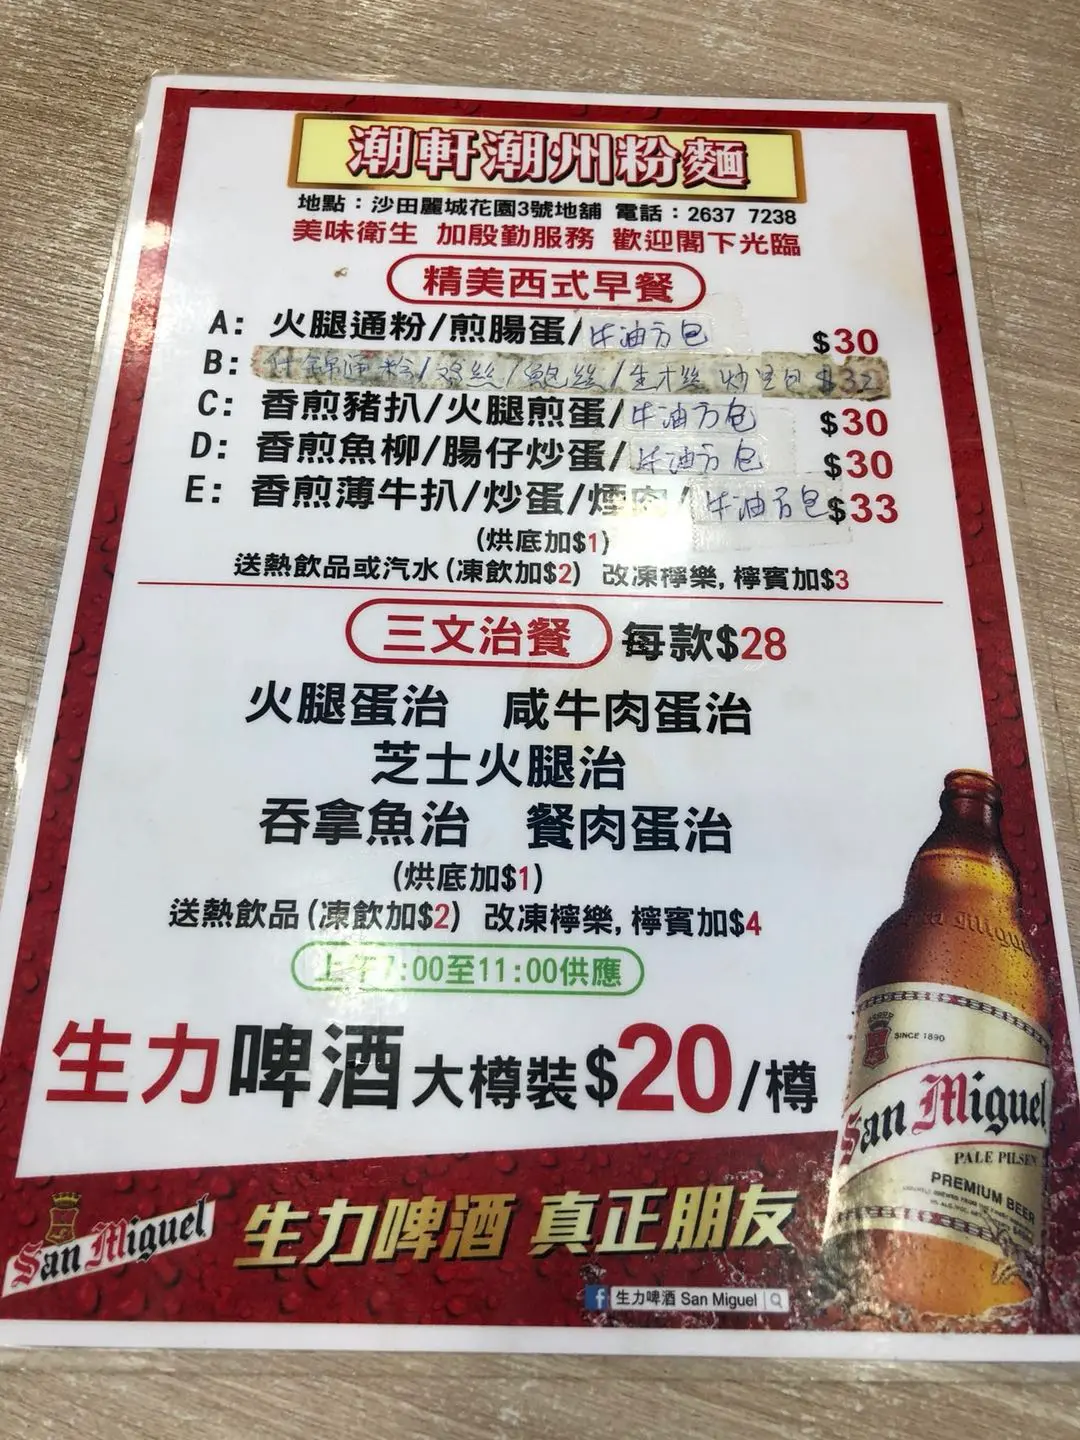 潮軒潮州粉麵
地點：沙田麗城花園3號地舖 電話：2637 7238
美味衛生 加殷勤服務 歡迎閣下光臨
精美西式早餐
A: 火腿通粉/煎腸蛋/牛油方包 $30
B: 什錦通粉/雞絲/鮑絲/ $32
C: 香煎豬扒/火腿煎蛋/牛油方包 $30
D: 香煎魚柳/腸仔炒蛋/牛油方包 $30
E: 香煎薄牛扒/炒蛋/煙肉/牛油方包 $33
(烘底加$1)
送熱飲品或汽水(凍飲加$2) 改凍檸樂,檸賓加$3
三文治餐 每款$28
火腿蛋治 咸牛肉蛋治
芝士火腿治
吞拿魚治 餐肉蛋治
(烘底加$1)
送熱飲品(凍飲加$2) 改凍檸樂,檸賓加$4
上午7:00至11:00供應
生力啤酒大樽裝$20/樽
SINCE 1890
San Miguel
PALE PILSEN
PREMIUM BEER
San Miguel 生力啤酒 真正朋友
生力啤酒 San Miguel